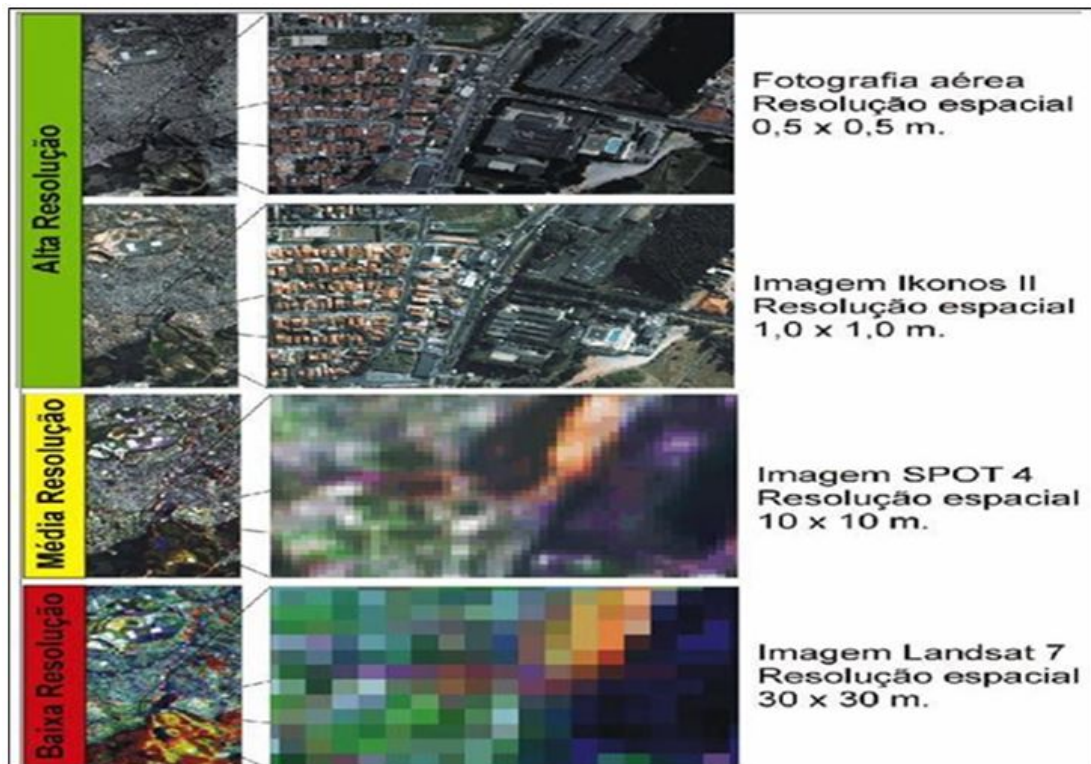 Alta Resolução
Fotografia aérea
Resolução espacial
0,5 x 0,5 m.
Imagem Ikonos II
Resolução espacial
1,0 x 1,0 m.
Média Resolução
Imagem SPOT 4
Resolução espacial
10 x 10 m.
Baixa Resolução
Imagem Landsat 7
Resolução espacial
30 x 30 m.